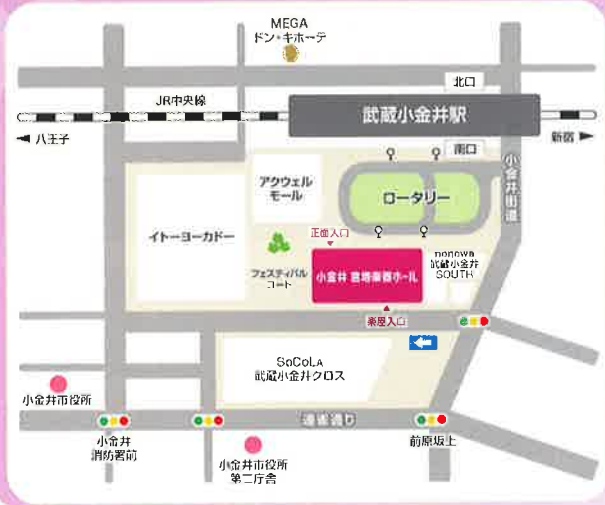 MEGA
ドン・キホーテ
北口
JR中央線
武蔵小金井駅
八王子
新宿
南口
小金井街道
アクウェル
モール
ロータリー
イトーヨーカドー
正面入口
フェスティバル
コート
小金井 宮地楽器ホール
nonowa
武蔵小金井
SOUTH
楽屋入口
SoCoLA
武蔵小金井クロス
小金井市役所
連雀通り
小金井
消防署前
前原坂上
小金井市役所
第二庁舎